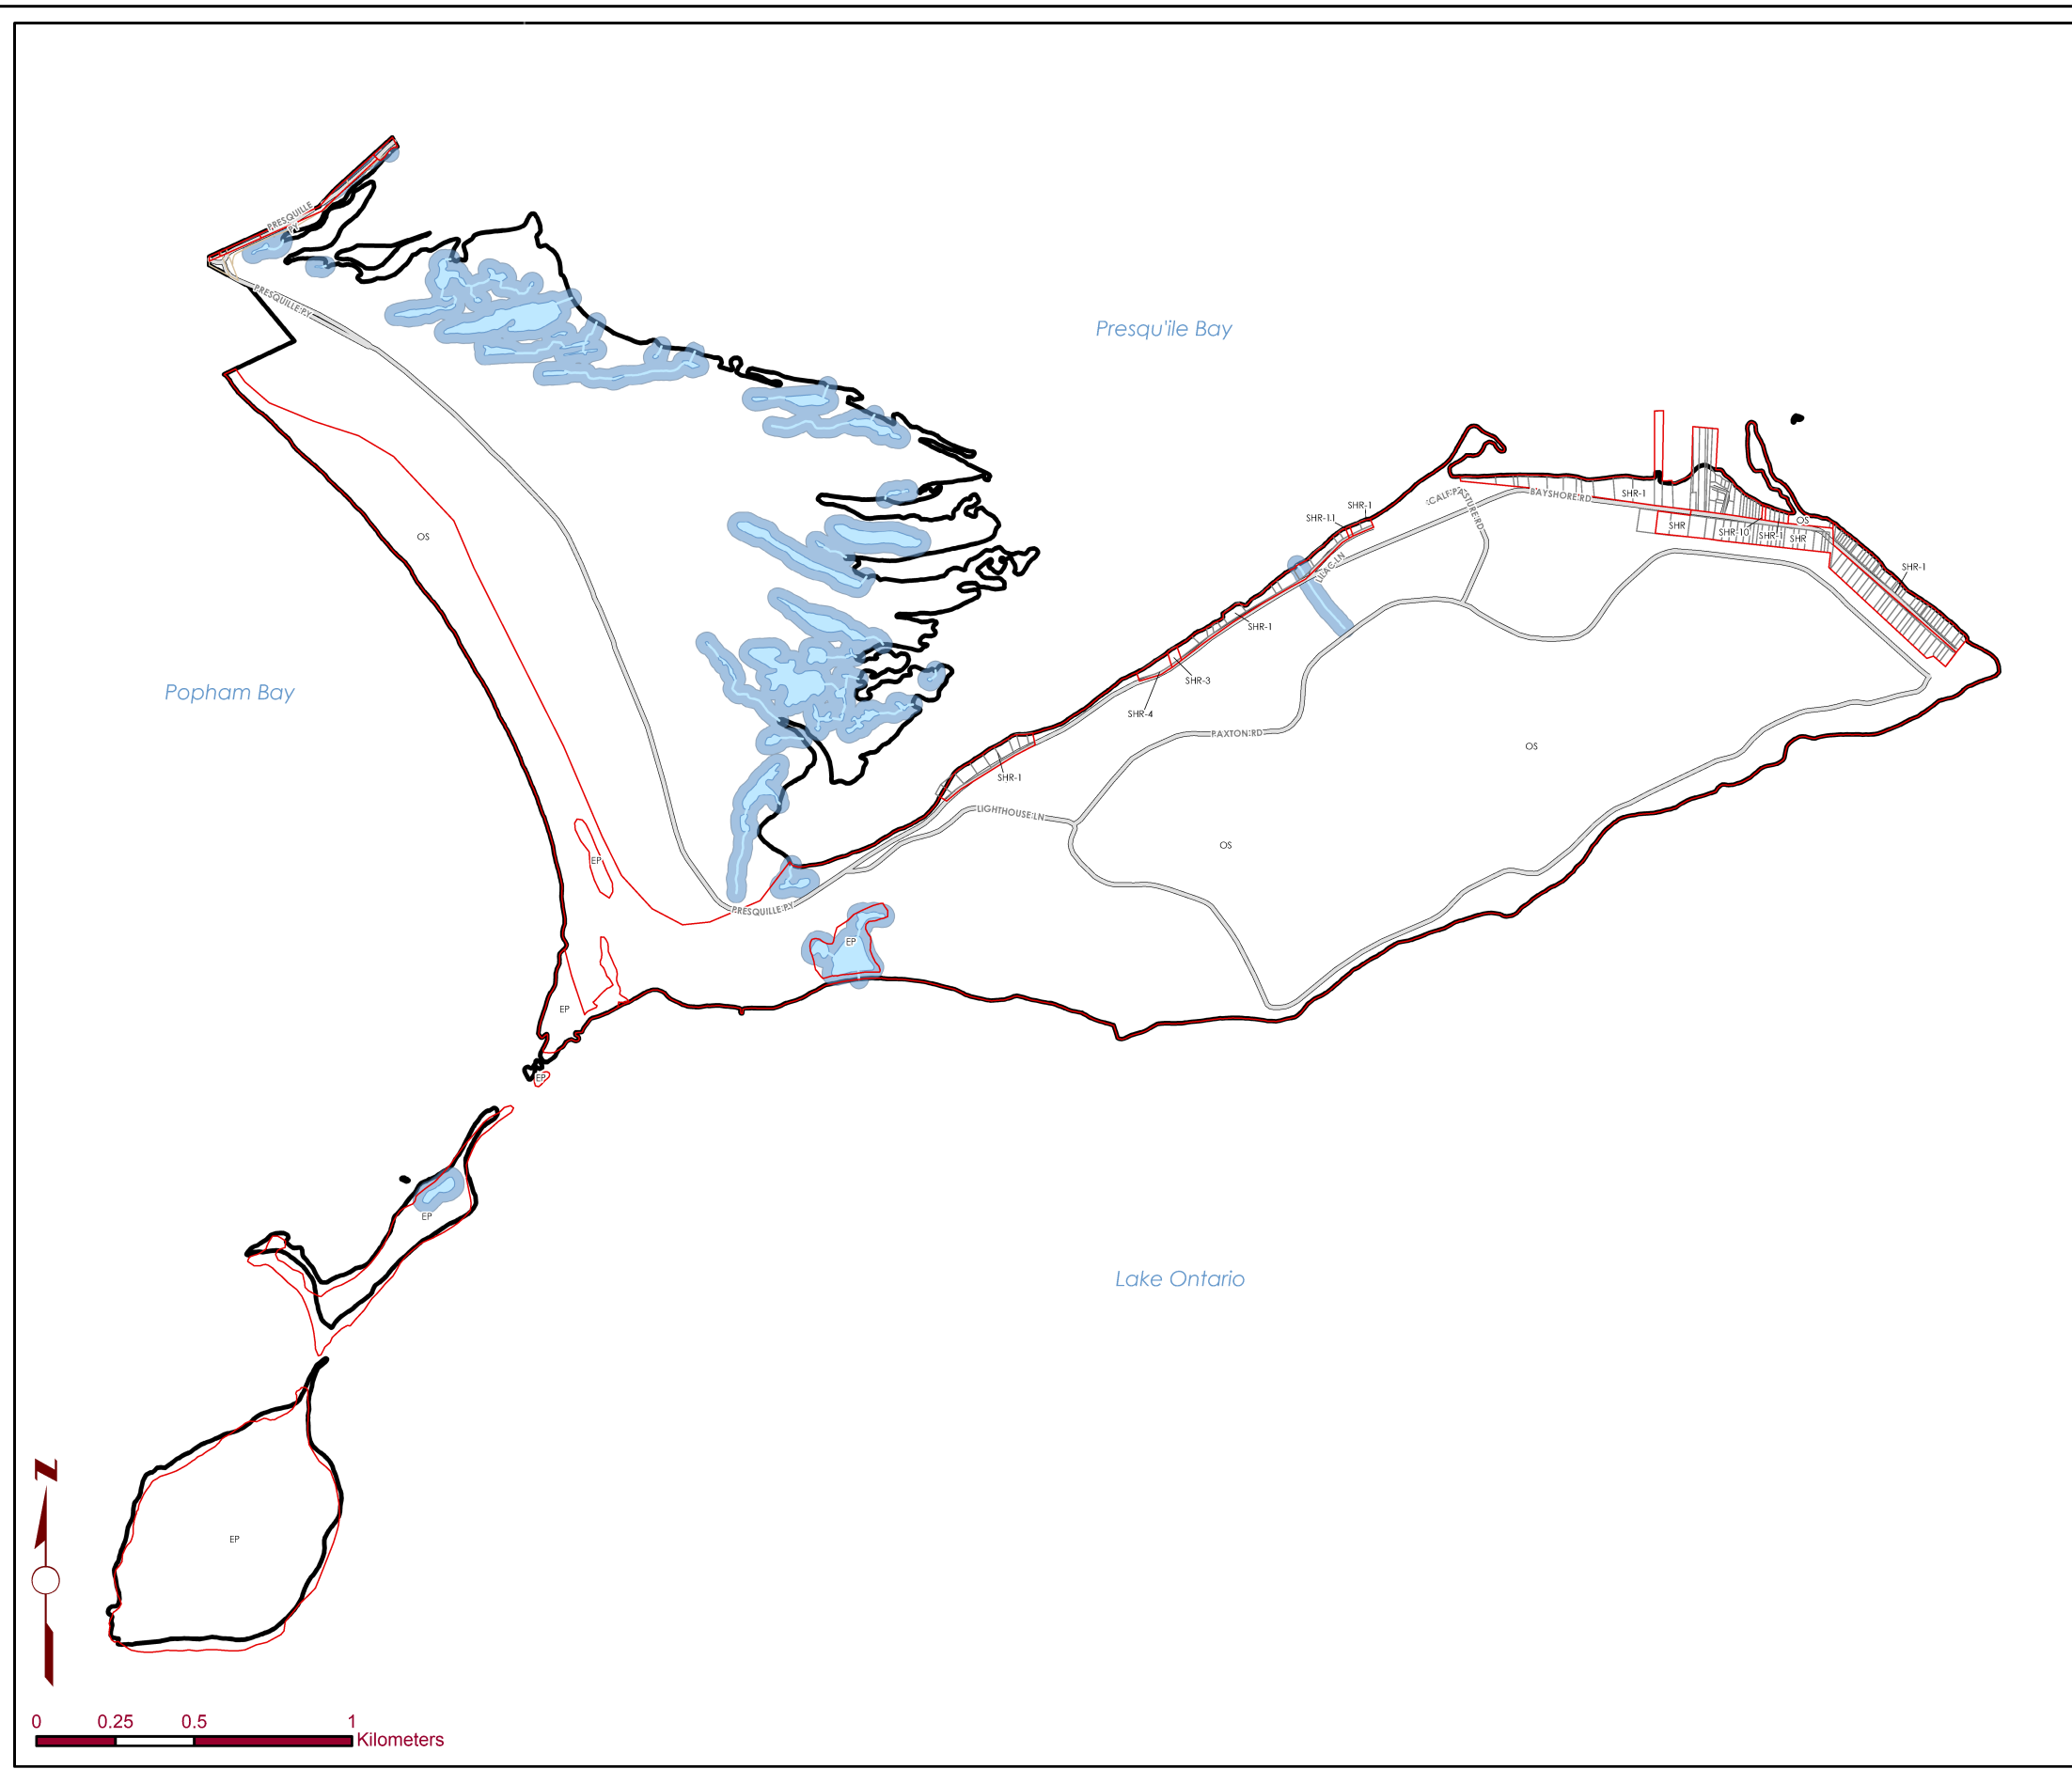 PRESQUILLE
PY
PRESQUILLE PY
Presqu'ile Bay
OS
BAYSHORE RD
SHR-1
SHR-1
SHR-1.1
SHR
SHR-10
SHR-1
SHR
OS
SHR-1
LILAC LN
SHR-1
SHR-3
SHR-4
Popham Bay
PAXTON RD
OS
SHR-1
LIGHTHOUSE LN
OS
EP
PRESQUILLE PY
EP
EP
EP
EP
Lake Ontario
EP
N
0 0.25 0.5 1
Kilometers